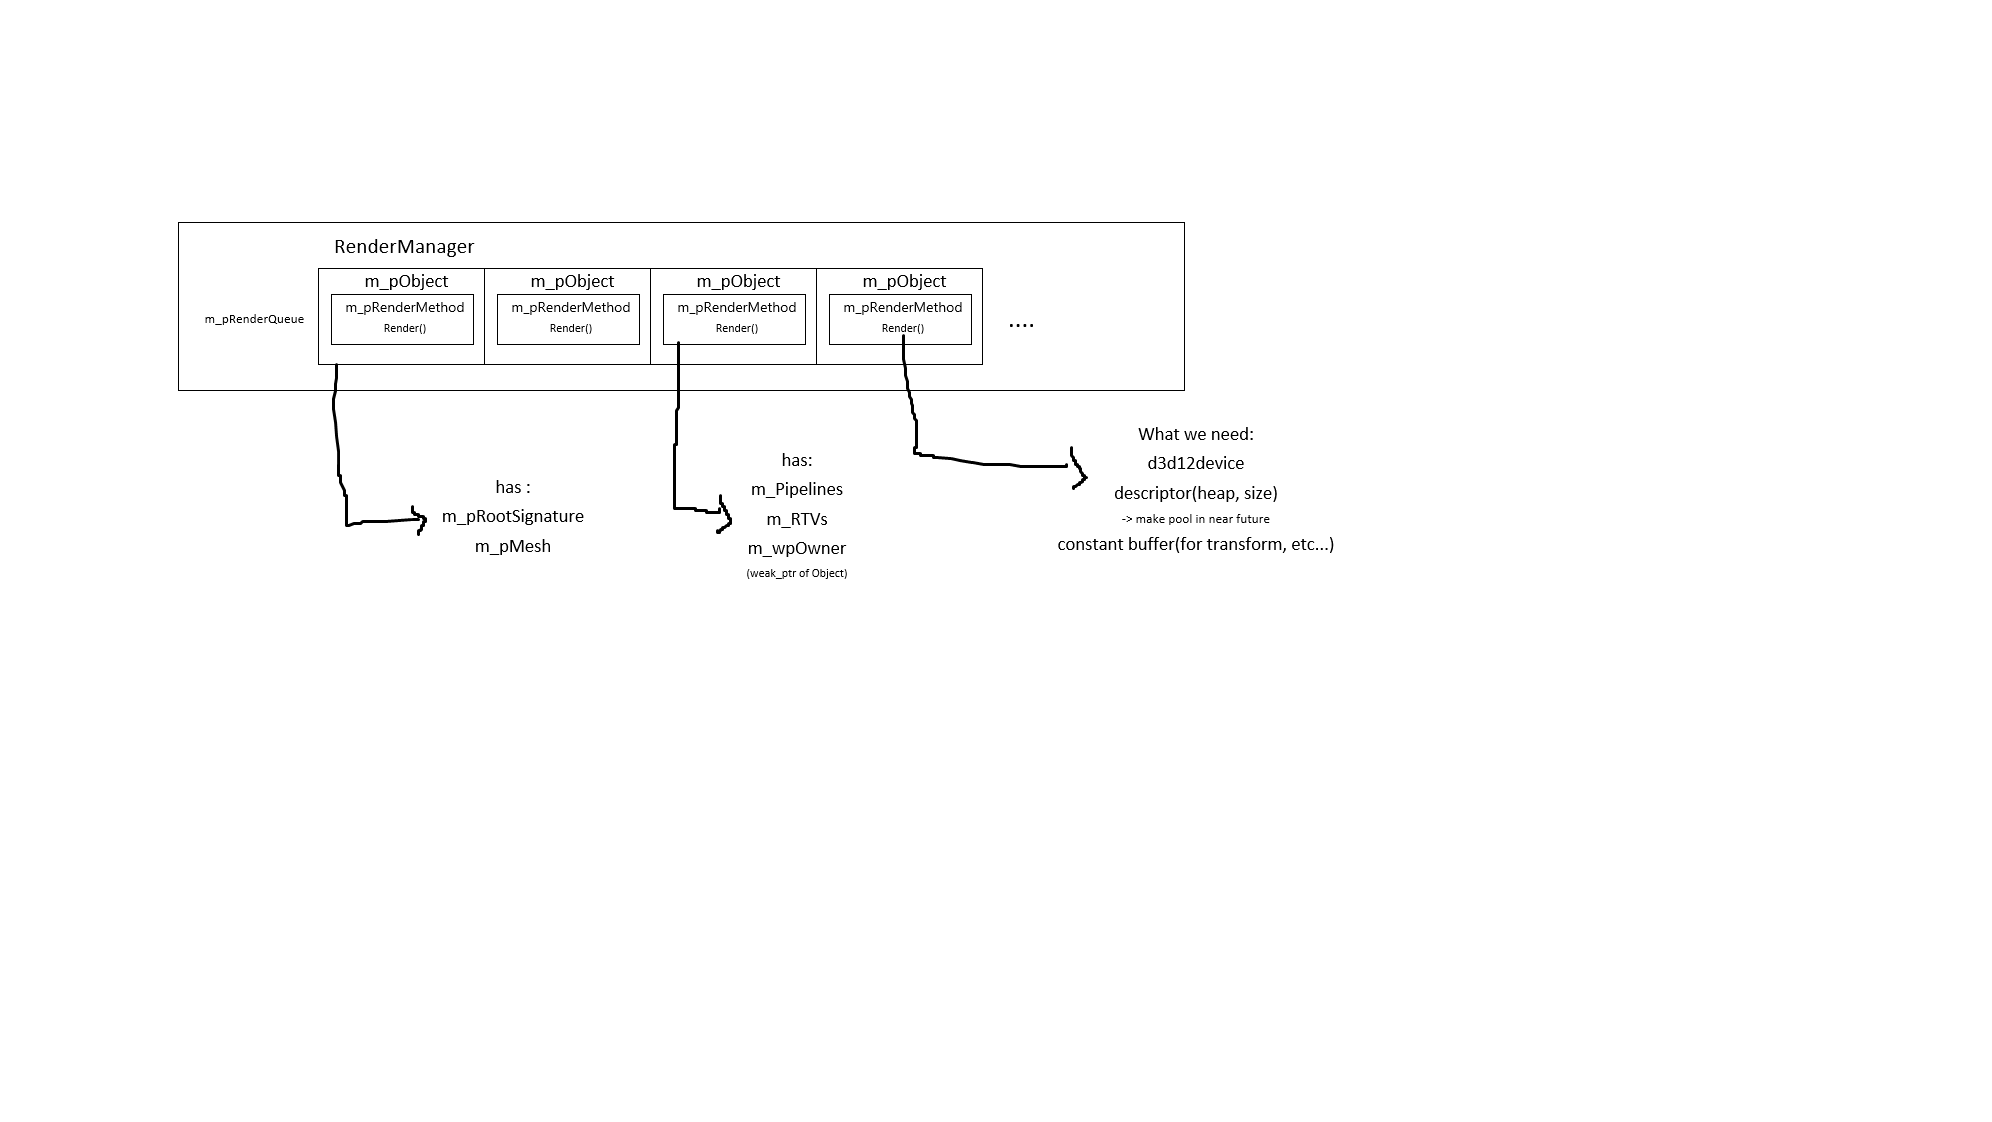 RenderManager
m_pObject m_pObject m_pObject m_pObject
m_pRenderMethod m_pRenderMethod m_pRenderMethod m_pRenderMethod
m_pRenderQueue
Render() Render() Render() Render()
....
has :
m_pRootSignature
m_pMesh
has:
m_Pipelines
m_RTVs
m_wpOwner
(weak_ptr of Object)
What we need:
d3d12device
descriptor(heap, size)
-> make pool in near future
constant buffer(for transform, etc...)